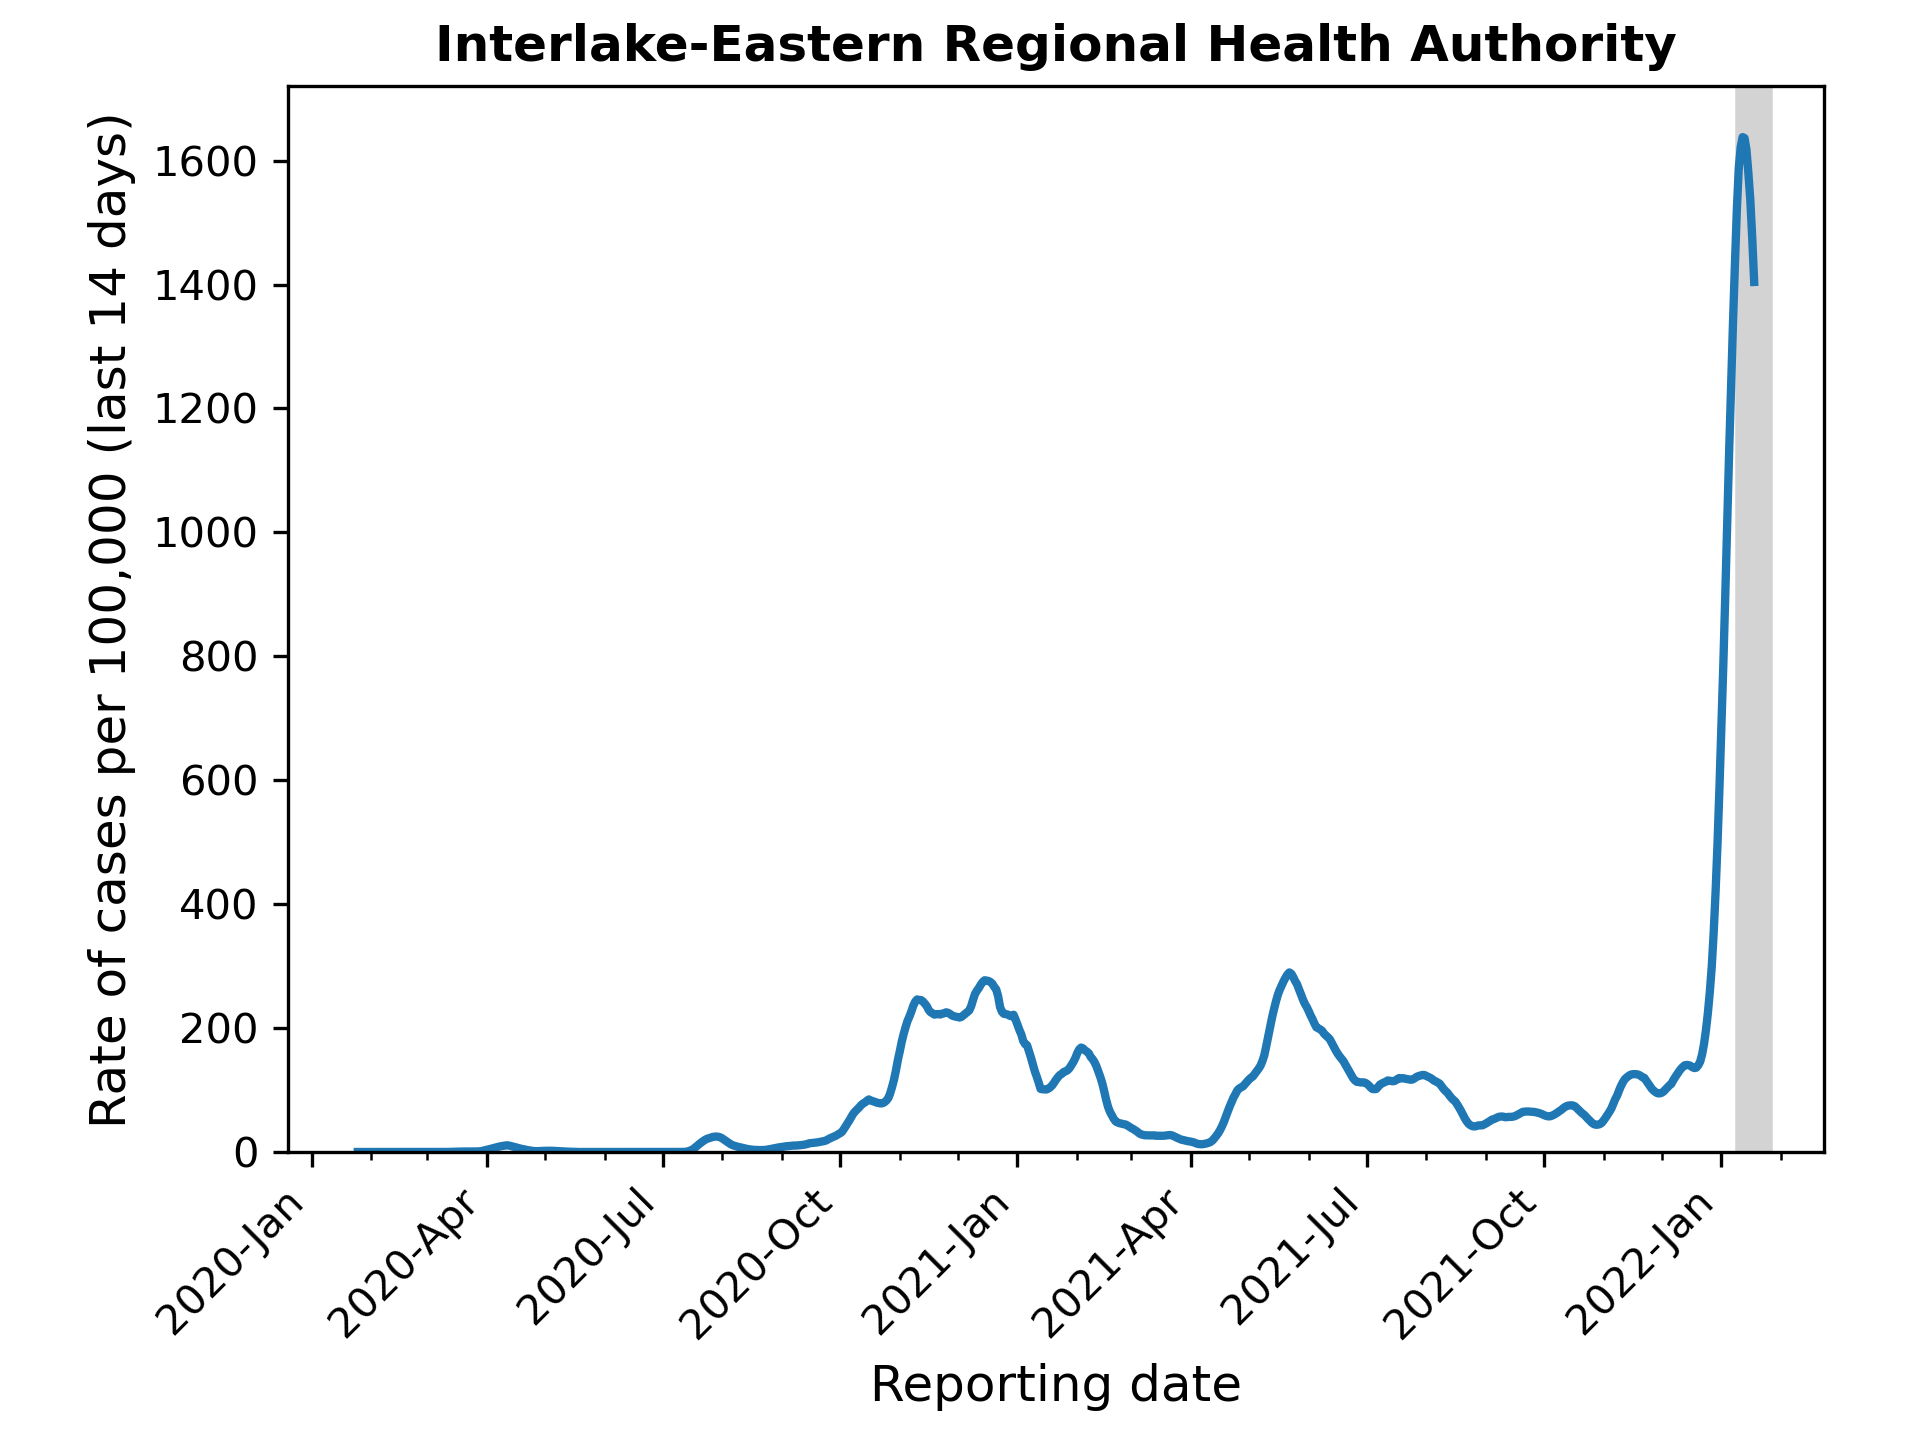 Interlake-Eastern Regional Health Authority
Rate of cases per 100,000 (last 14 days)
1600
1400
1200
1000
800
600
400
200
0
2020-Jan
2020-Apr
2020-Jul
2020-Oct
2021-Jan
2021-Apr
2021-Jul
2021-Oct
2022-Jan
Reporting date